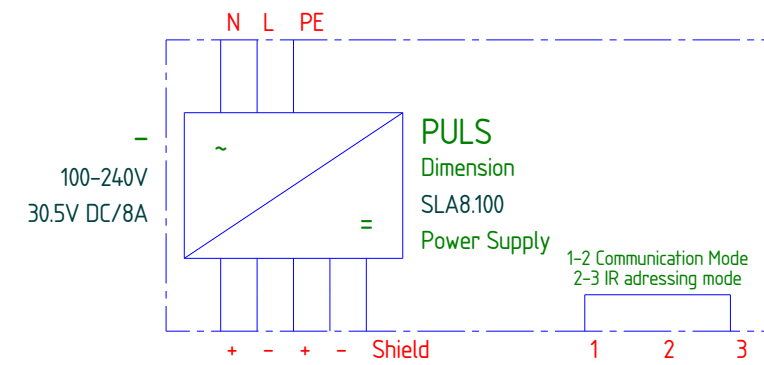 N L PE
–
~
100-240V
30.5V DC/8A
=
PULS
Dimension
SLA8.100
Power Supply
1-2 Communication Mode
2-3 IR adressing mode
+ - + - Shield
1 2 3